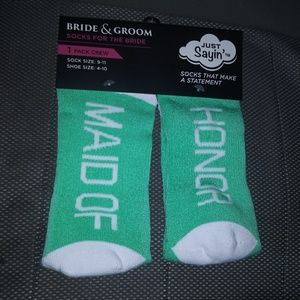 BRIDE & GROOM
SOCKS FOR THE BRIDE
1 PACK CREW
SOCK SIZE: 9-11
SHOE SIZE: 4-10
JUST
Sayin'™
SOCKS THAT MAKE
A STATEMENT
MAID OF
HONOR